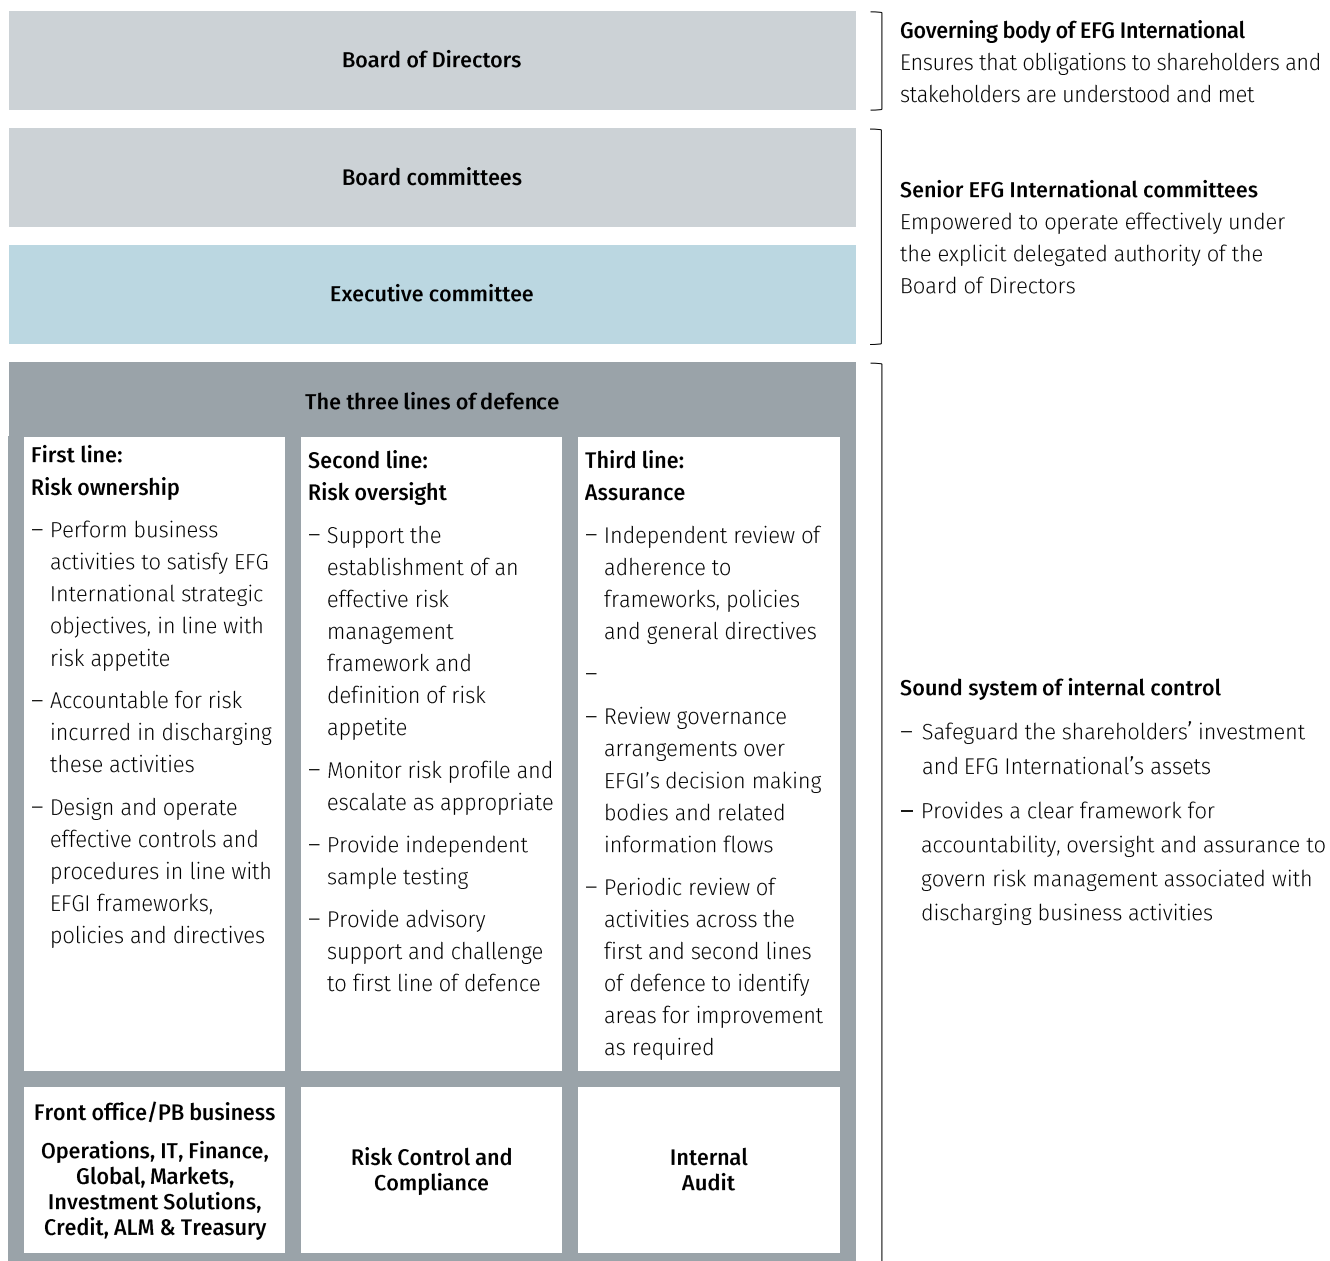 Board of Directors
Governing body of EFG International
Ensures that obligations to shareholders and
stakeholders are understood and met
Board committees
Executive committee
Senior EFG International committees
Empowered to operate effectively under
the explicit delegated authority of the
Board of Directors
The three lines of defence
First line:
Risk ownership
– Perform business
activities to satisfy EFG
International strategic
objectives, in line with
risk appetite
– Accountable for risk
incurred in discharging
these activities
– Design and operate
effective controls and
procedures in line with
EFGI frameworks,
policies and directives
Second line:
Risk oversight
– Support the
establishment of an
effective risk
management
framework and
definition of risk
appetite
– Monitor risk profile and
escalate as appropriate
– Provide independent
sample testing
– Provide advisory
support and challenge
to first line of defence
Third line:
Assurance
– Independent review of
adherence to
frameworks, policies
and general directives
–
– Review governance
arrangements over
EFGI’s decision making
bodies and related
information flows
– Periodic review of
activities across the
first and second lines
of defence to identify
areas for improvement
as required
Front office/PB business
Operations, IT, Finance,
Global, Markets,
Investment Solutions,
Credit, ALM & Treasury
Risk Control and
Compliance
Internal
Audit
Sound system of internal control
– Safeguard the shareholders’ investment
and EFG International’s assets
– Provides a clear framework for
accountability, oversight and assurance to
govern risk management associated with
discharging business activities